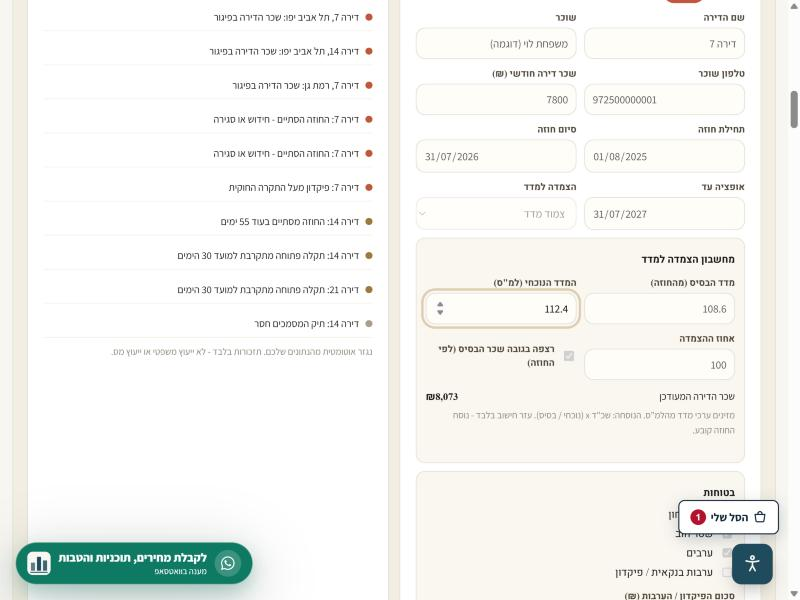 שם הדירה
שוכר
דירה 7
משפחת לוי (דוגמה)
טלפון שוכר
שכר דירה חודשי (₪)
972500000001
7800
תחילת חוזה
סיום חוזה
01/08/2025
31/07/2026
אופציה עד
הצמדה למדד
31/07/2027
צמוד מדד
מחשבון הצמדה למדד
מדד הבסיס (מהחוזה)
המדד הנוכחי (למ"ס)
108.6
112.4
אחוז ההצמדה
100
רצפה בגובה שכר הבסיס (לפי
החוזה)
שכר הדירה המעודכן
₪8,073
מזינים ערכי מדד מהלמ"ס. הנוסחה: שכ"ד x (נוכחי / בסיס). עזר חישוב בלבד - נוסח
החוזה קובע.
בטוחות
ערבים
ערבות בנקאית / פיקדון
סכום הפיקדון / הערבות (₪)
דירה 7, תל אביב יפו: שכר הדירה בפיגור
דירה 14, תל אביב יפו: שכר הדירה בפיגור
דירה 7, רמת גן: שכר הדירה בפיגור
דירה 7: החוזה הסתיים - חידוש או סגירה
דירה 7: החוזה הסתיים - חידוש או סגירה
דירה 7: פיקדון מעל התקרה החוקית
דירה 14: החוזה מסתיים בעוד 55 ימים
דירה 14: תקלה פתוחה מתקרבת למועד 30 הימים
דירה 21: תקלה פתוחה מתקרבת למועד 30 הימים
דירה 14: תיק המסמכים חסר
נגזר אוטומטית מהנתונים שלכם. תזכורות בלבד - לא ייעוץ משפטי או ייעוץ מס.
הסל שלי
1
לקבלת מחירים, תוכניות והטבות
מענה בוואטסאפ